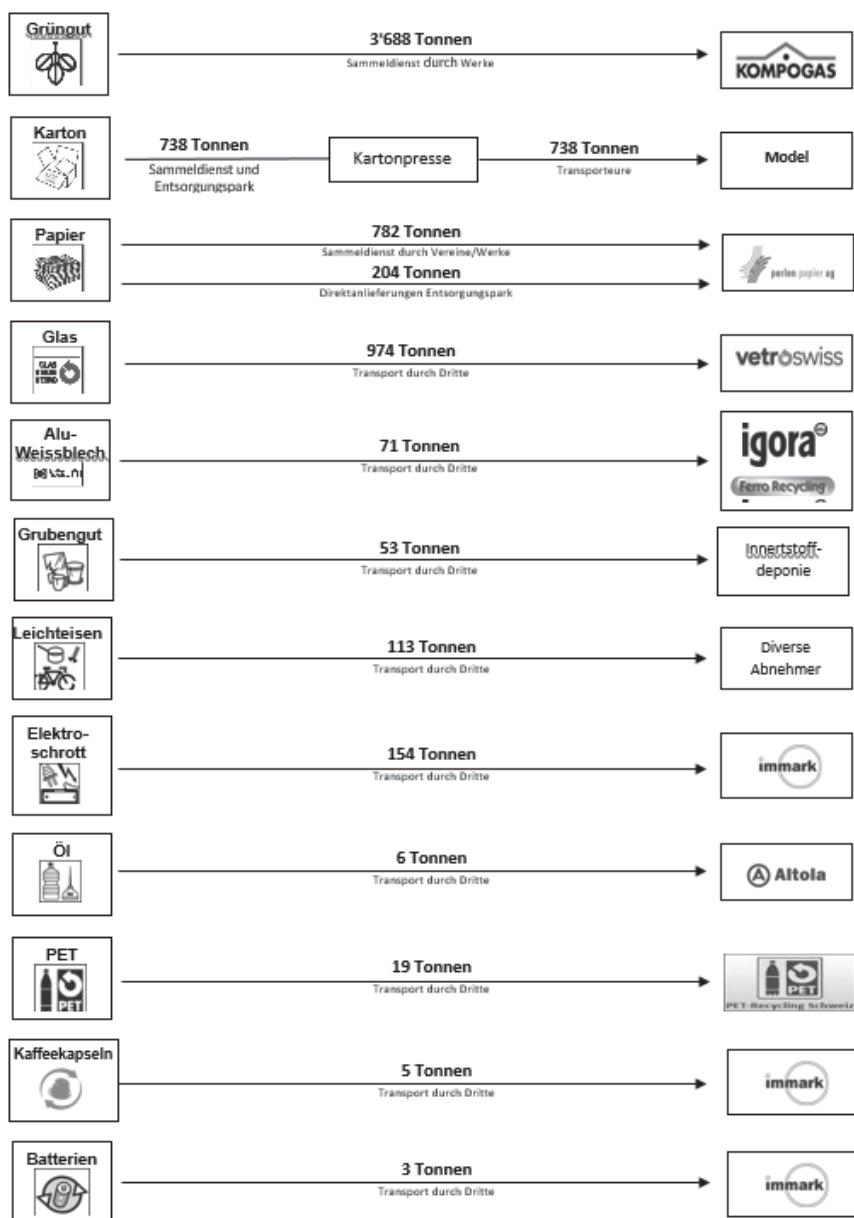 Grüngut
3'688 Tonnen
Sammeldienst durch Werke
KOMPOGAS
Karton
738 Tonnen
Sammeldienst und
Entsorgungspark
Kartonpresse
738 Tonnen
Transporteure
Model
Papier
782 Tonnen
Sammeldienst durch Vereine/Werke
204 Tonnen
Direktanlieferungen Entsorgungspark
perlen papier ag
Glas
GLAS
974 Tonnen
Transport durch Dritte
vetroswiss
Alu-
Weissblech
71 Tonnen
Transport durch Dritte
igora
Ferro Recycling
Grubengut
53 Tonnen
Transport durch Dritte
Innertstoff-
deponie
Leichteisen
113 Tonnen
Transport durch Dritte
Diverse
Abnehmer
Elektro-
schrott
154 Tonnen
Transport durch Dritte
immark
Öl
6 Tonnen
Transport durch Dritte
A Altola
PET
PET
19 Tonnen
Transport durch Dritte
PET
PET-Recycling Schweiz
Kaffeekapseln
5 Tonnen
Transport durch Dritte
immark
Batterien
3 Tonnen
Transport durch Dritte
immark